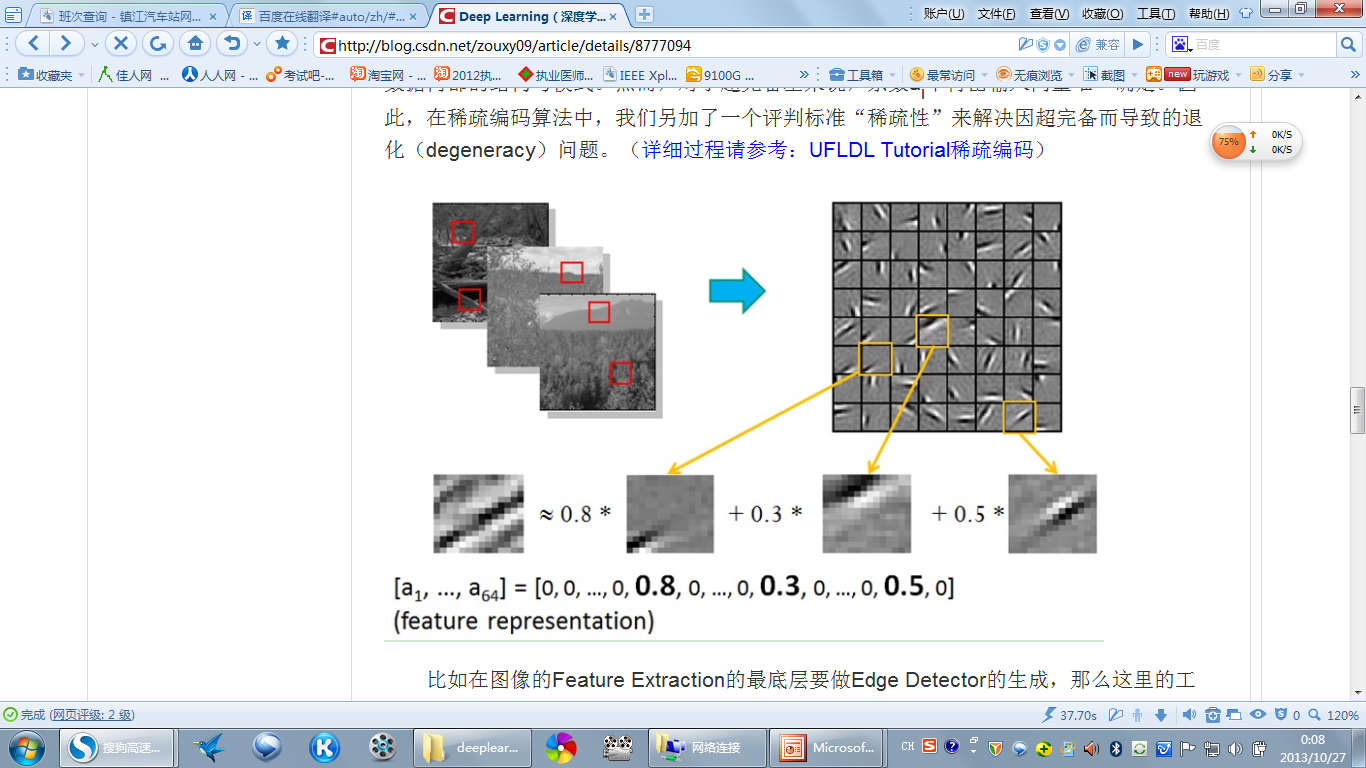 班次查询 - 镇江汽车站网...
百度在线翻译#auto/zh/#...
Deep Learning ( 深度学...
账户(U) 文件(F) 查看(V) 收藏(O) 工具(T) 帮助(H)
http://blog.csdn.net/zouxy09/article/details/8777094
兼容
百度
收藏夹 佳人网 ... 人人网 - ... 考试吧-... 淘宝网 - ... 2012执... 执业医师... IEEE Xpl... 9100G ... » 工具箱 最常访问 无痕浏览 截图 new 玩游戏 分享 »
此，在稀疏编码算法中，我们另加了一个评判标准“稀疏性”来解决因超完备而导致的退
化（degeneracy）问题。（详细过程请参考：UFLDL Tutorial稀疏编码）
75% 0K/S
0K/S
≈ 0.8 * + 0.3 * + 0.5 *
[a1, ..., a64] = [0, 0, ..., 0, 0.8, 0, ..., 0, 0.3, 0, ..., 0, 0.5, 0]
(feature representation)
比如在图像的Feature Extraction的最底层要做Edge Detector的生成，那么这里的工
完成 (网页评级: 2 级) 37.70s 0 120%
搜狗高速... deeplear... 网络连接 Microsof... CH
0:08
2013/10/27